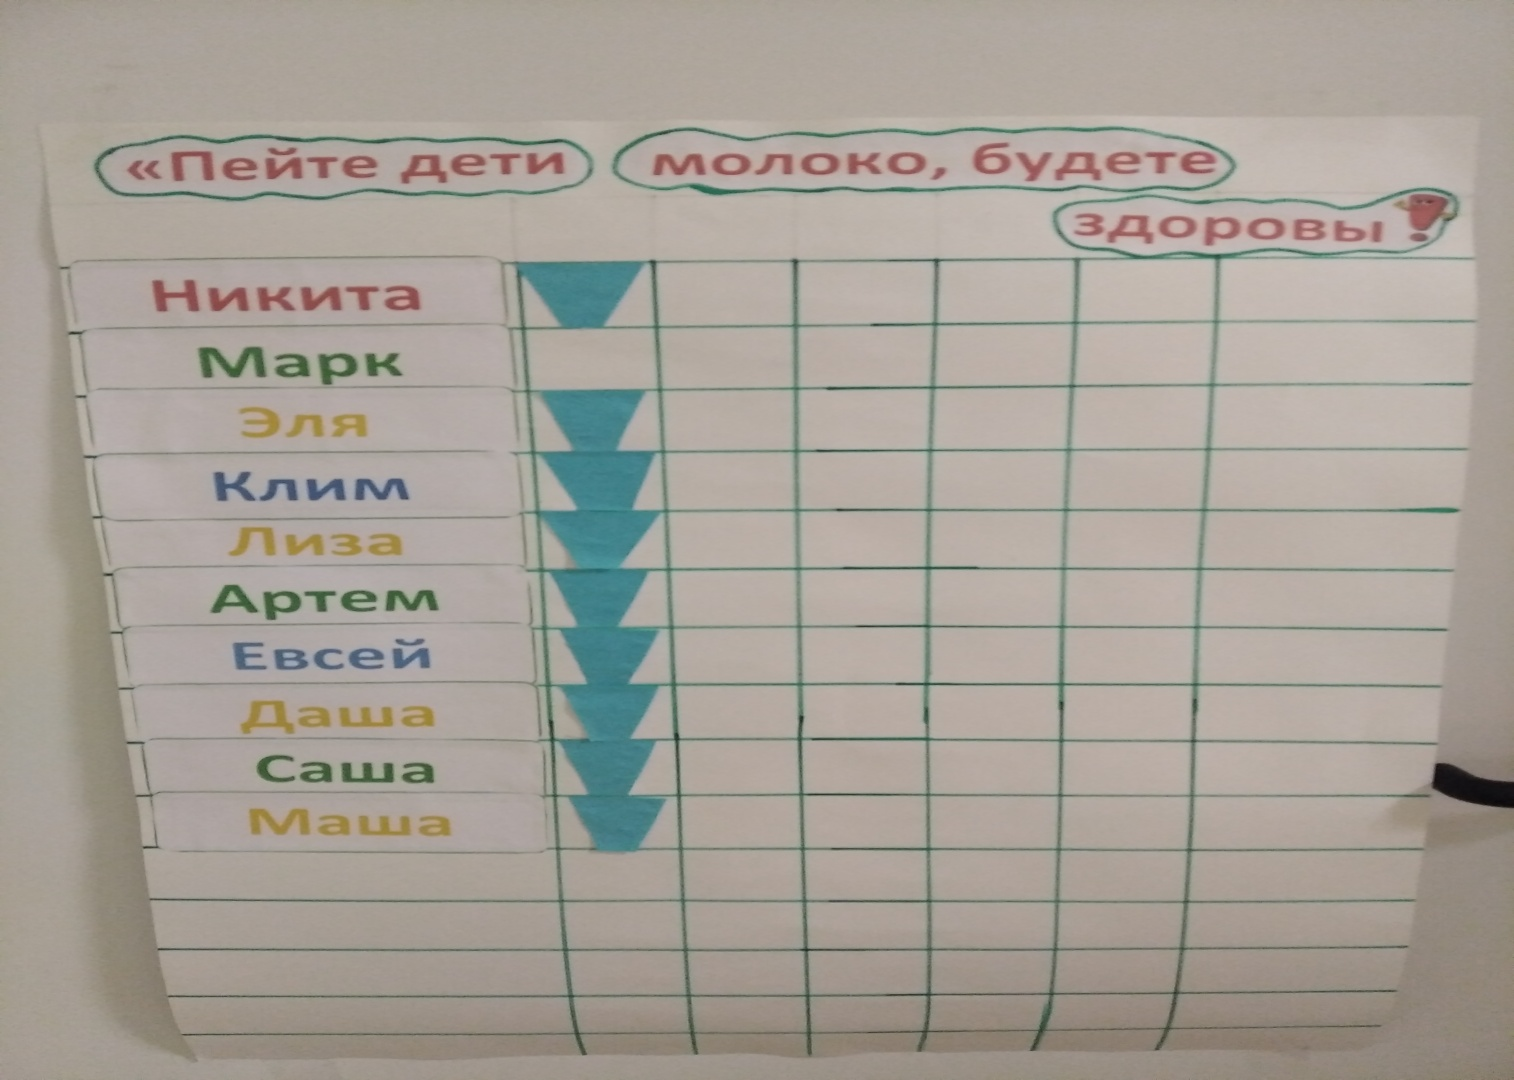 «Пейте дети молоко, будете
здоровы!
Никита
Марк
Эля
Клим
Лиза
Артем
Евсей
Даша
Саша
Маша